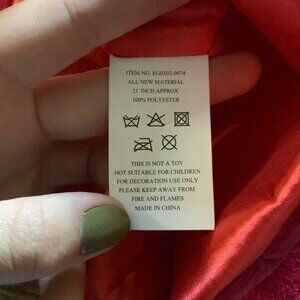 ITEM NO: EG0302-0074
ALL NEW MATERIAL
21 INCH APPROX
100% POLYESTER
THIS IS NOT A TOY
NOT SUITABLE FOR CHILDREN
FOR DECORATION USE ONLY
PLEASE KEEP AWAY FROM
FIRE AND FLAMES
MADE IN CHINA